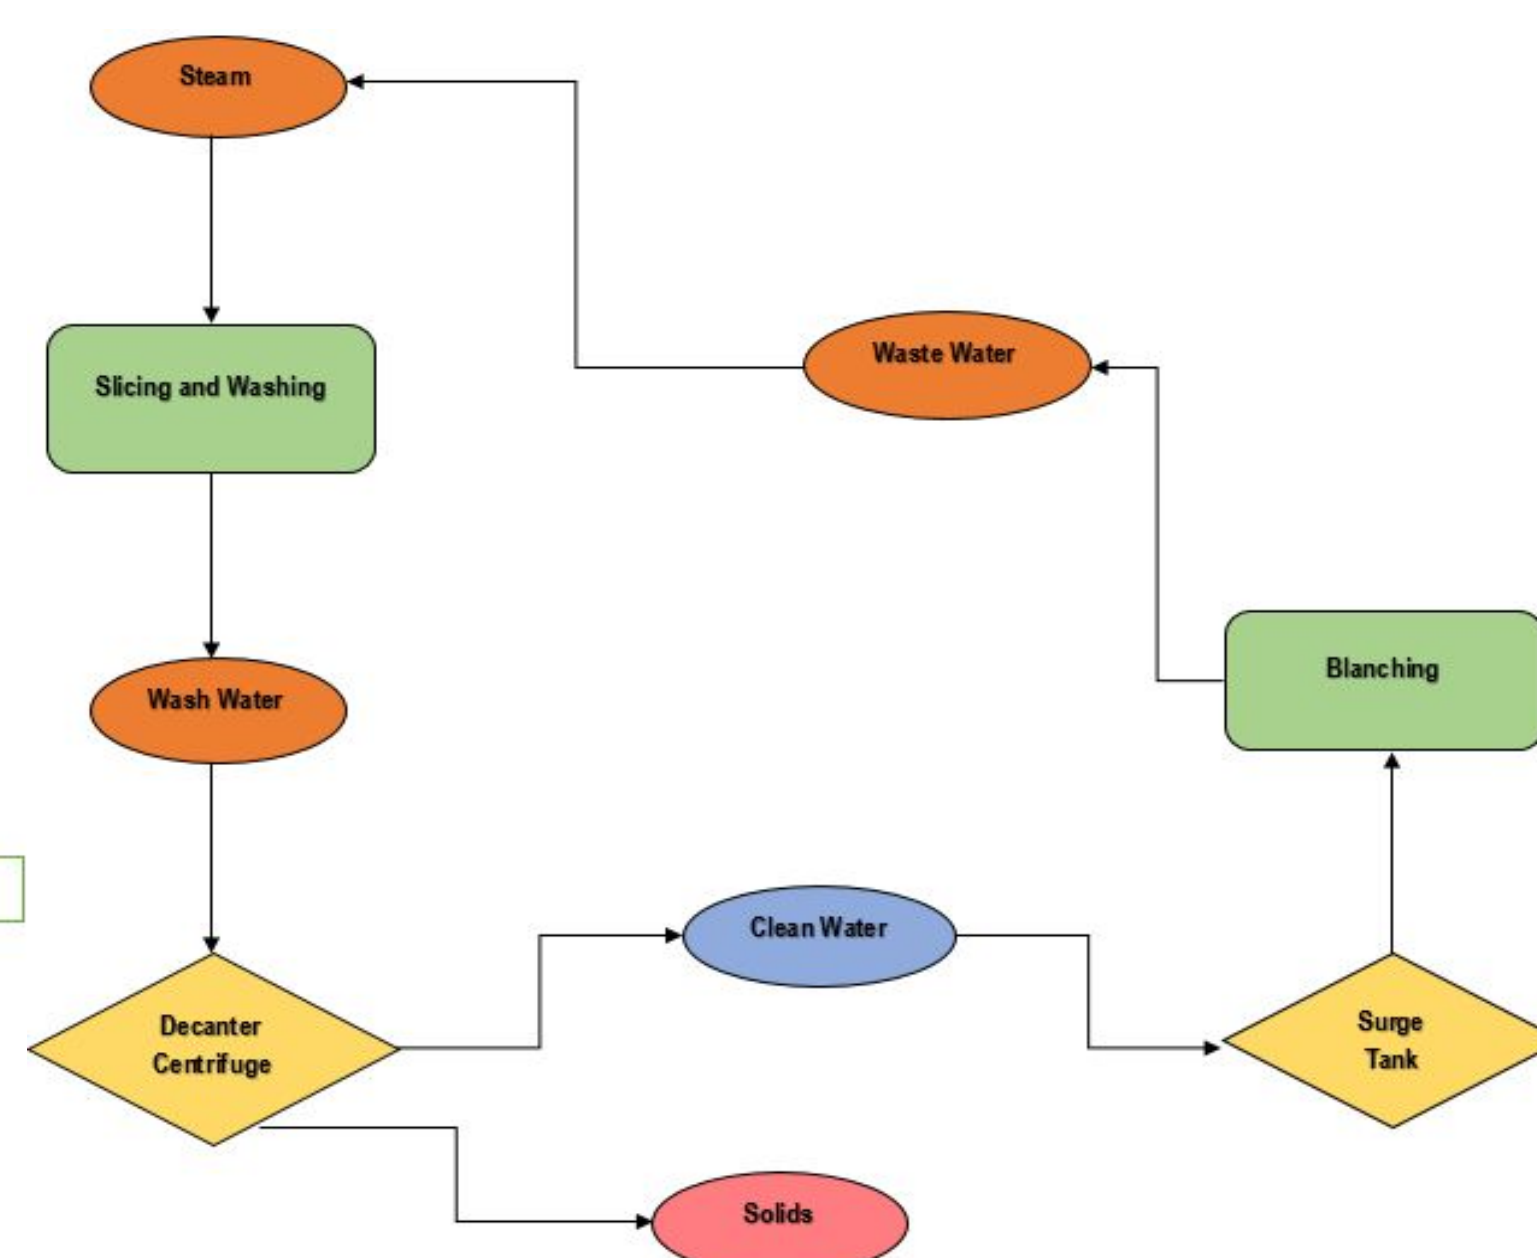 Steam
Waste Water
Slicing and Washing
Blanching
Wash Water
Clean Water
Decanter
Centrifuge
Surge
Tank
Solids